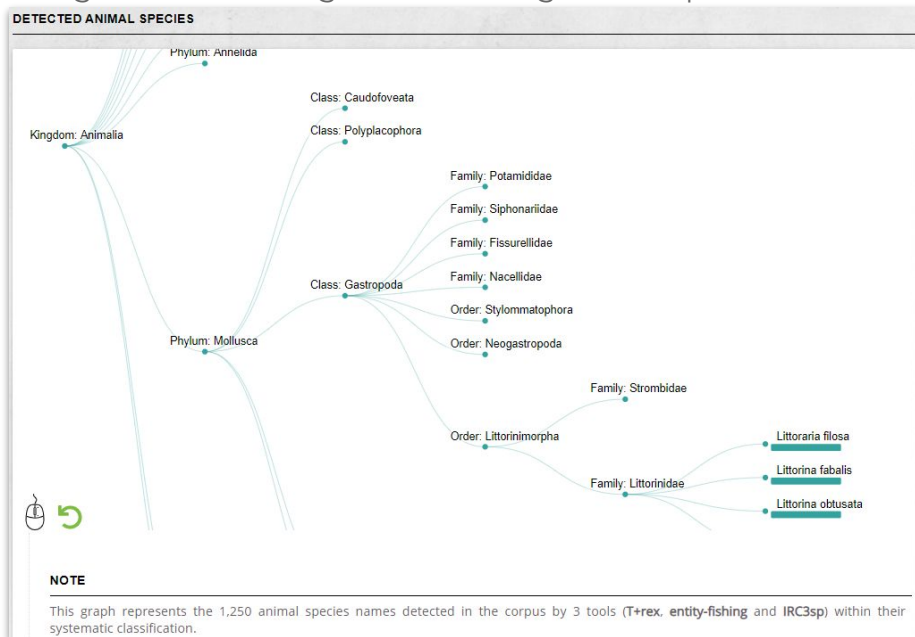 DETECTED ANIMAL SPECIES
Phylum: Annelida
Class: Caudofoveata
Class: Polyplacophora
Kingdom: Animalia
Family: Potamididae
Family: Siphonariidae
Family: Fissurellidae
Family: Nacellidae
Class: Gastropoda
Order: Stylommatophora
Order: Neogastropoda
Phylum: Mollusca
Family: Strombidae
Order: Littorinimorpha
Littoraria filosa
Littorina fabalis
Family: Littorinidae
Littorina obtusata
NOTE
This graph represents the 1,250 animal species names detected in the corpus by 3 tools (T+rex, entity-fishing and IRC3sp) within their
systematic classification.